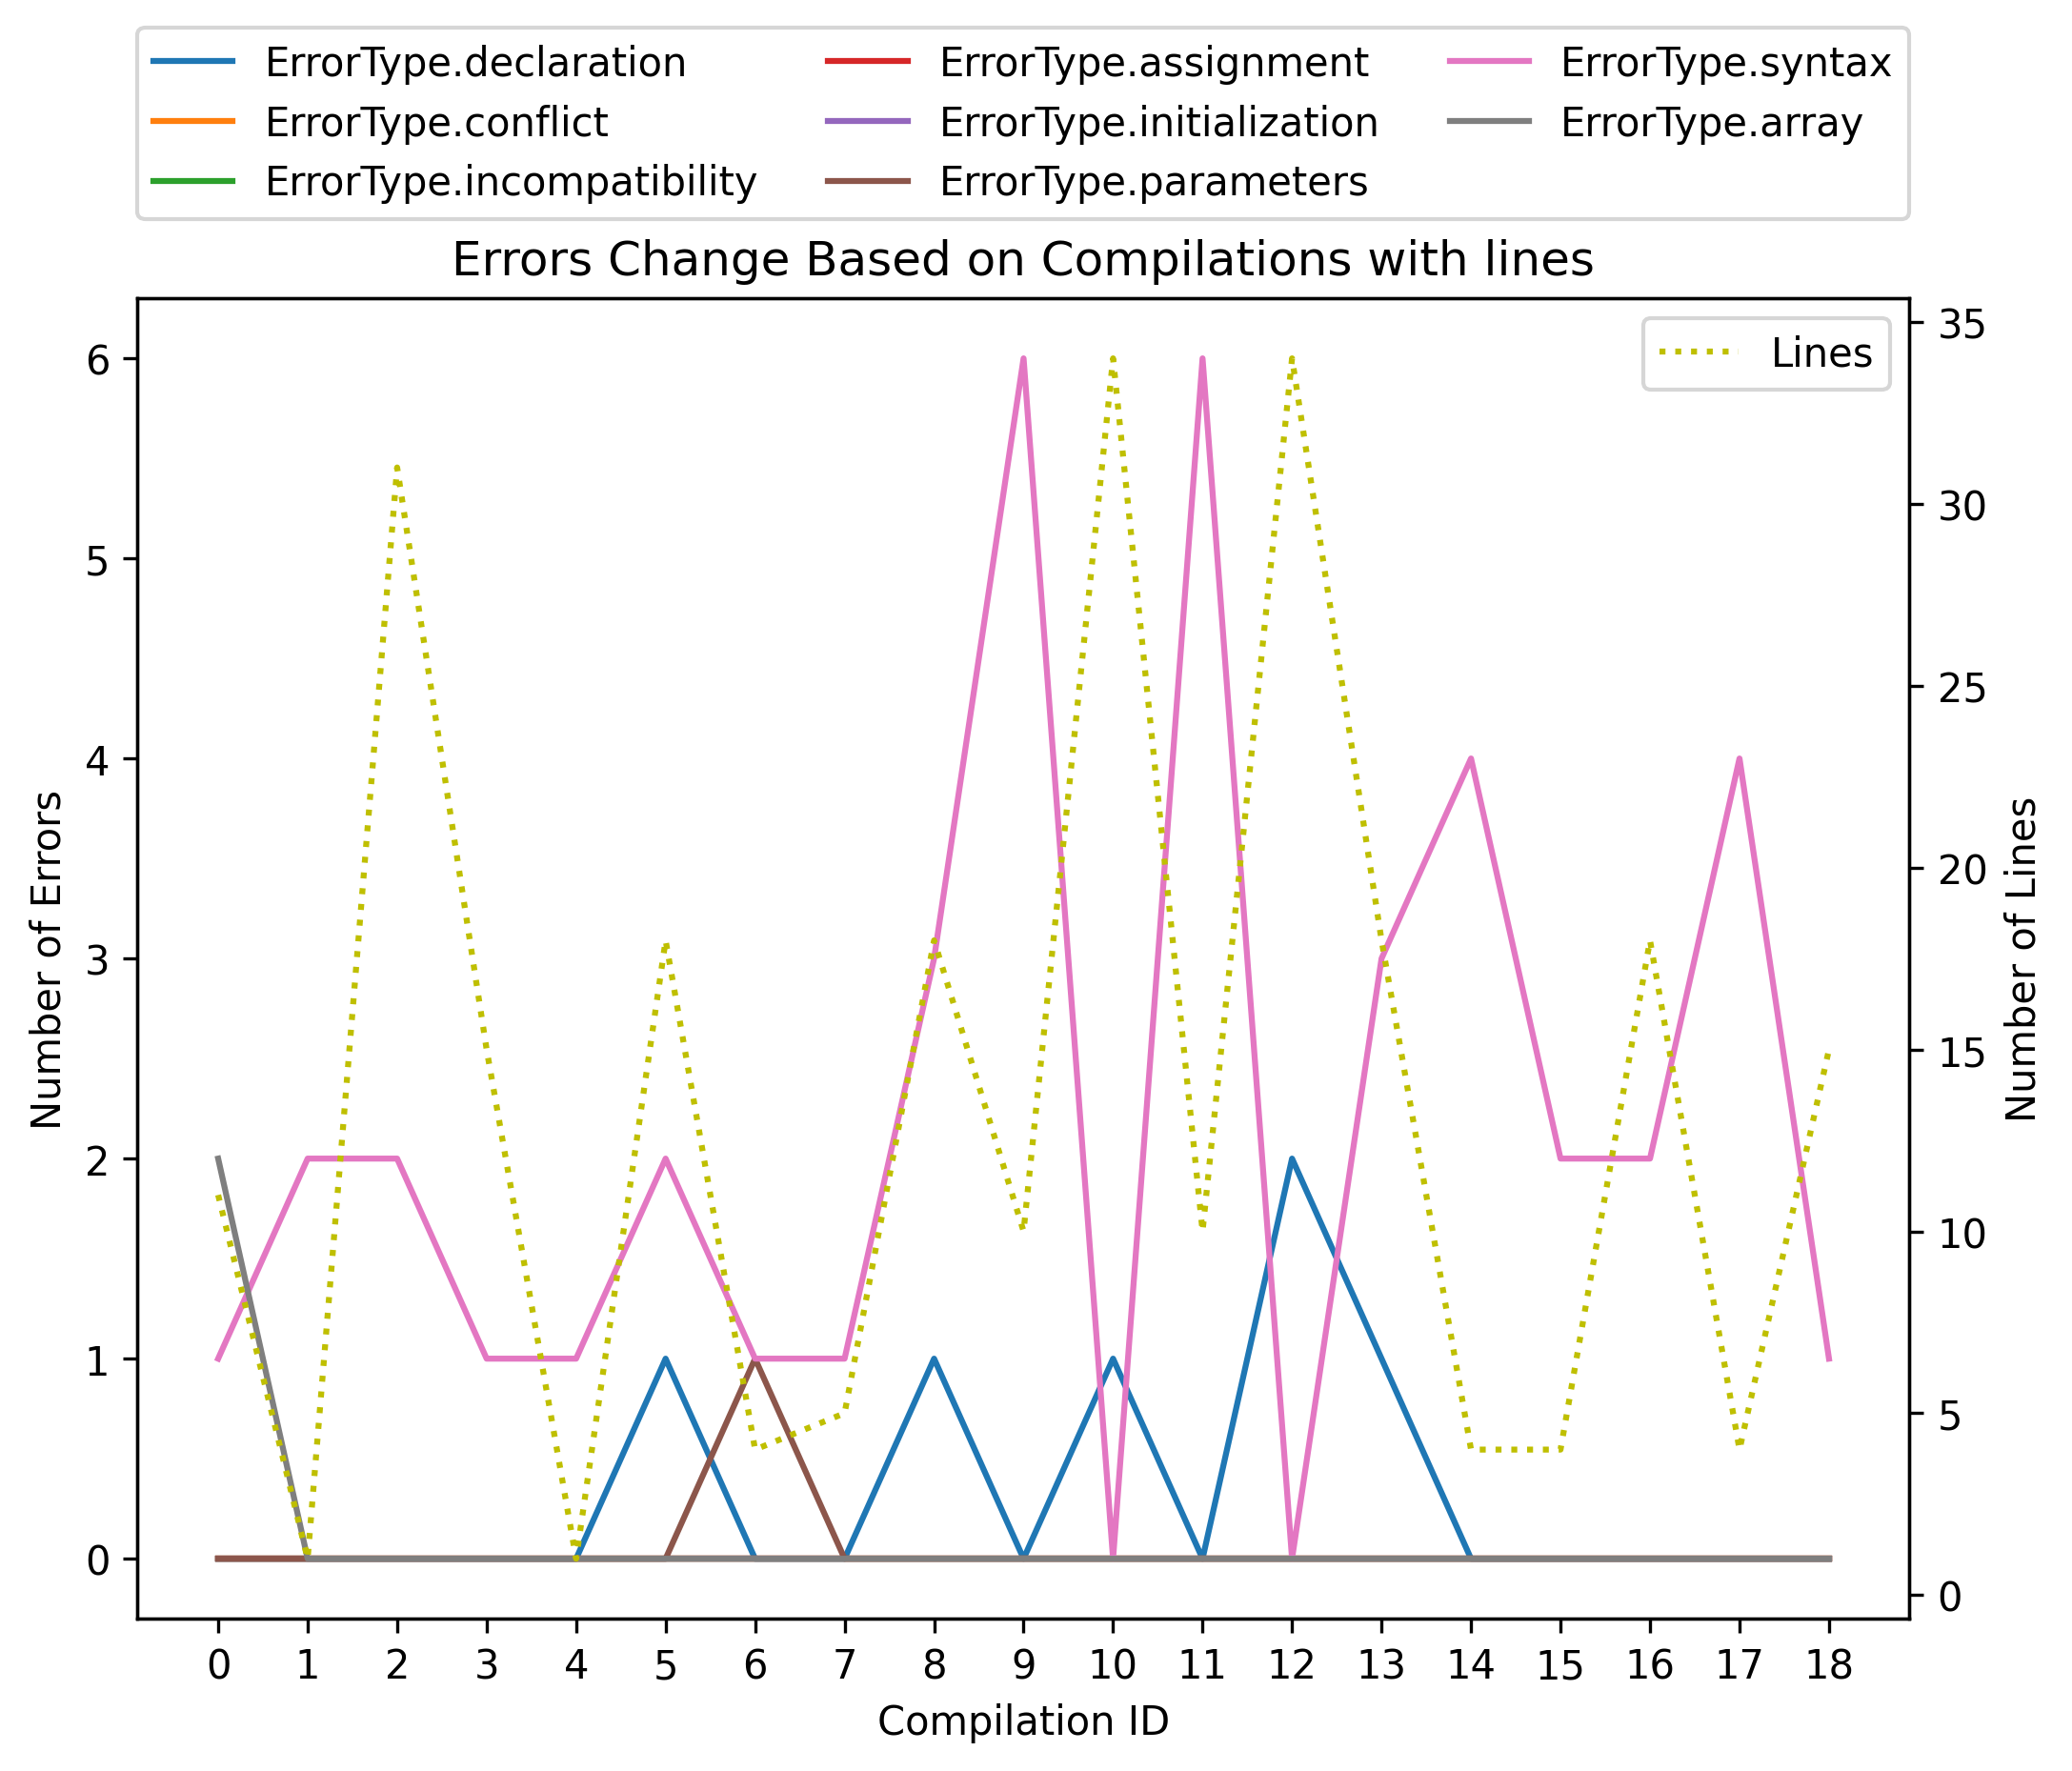 ErrorType.declaration
ErrorType.conflict
ErrorType.incompatibility
ErrorType.assignment
ErrorType.initialization
ErrorType.parameters
ErrorType.syntax
ErrorType.array
Errors Change Based on Compilations with lines
Lines
Number of Errors
6
5
4
3
2
1
0
35
30
25
20
15
10
5
0
Number of Lines
0 1 2 3 4 5 6 7 8 9 10 11 12 13 14 15 16 17 18
Compilation ID